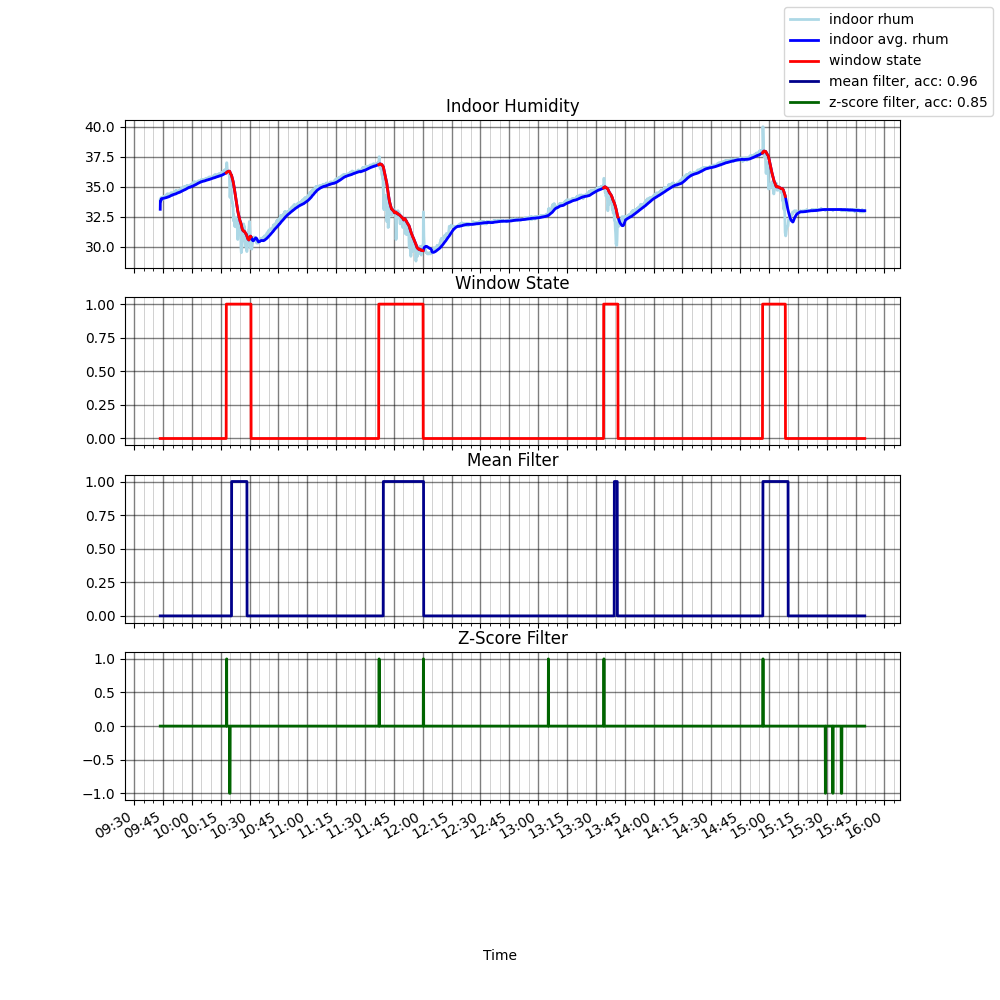 indoor rhum
indoor avg. rhum
window state
mean filter, acc: 0.96
z-score filter, acc: 0.85
Indoor Humidity
40.0
37.5
35.0
32.5
30.0
Window State
1.00
0.75
0.50
0.25
0.00
Mean Filter
1.00
0.75
0.50
0.25
0.00
Z-Score Filter
1.0
0.5
0.0
−0.5
−1.0
09:30 09:45 10:00 10:15 10:30 10:45 11:00 11:15 11:30 11:45 12:00 12:15 12:30 12:45 13:00 13:15 13:30 13:45 14:00 14:15 14:30 14:45 15:00 15:15 15:30 15:45 16:00
Time